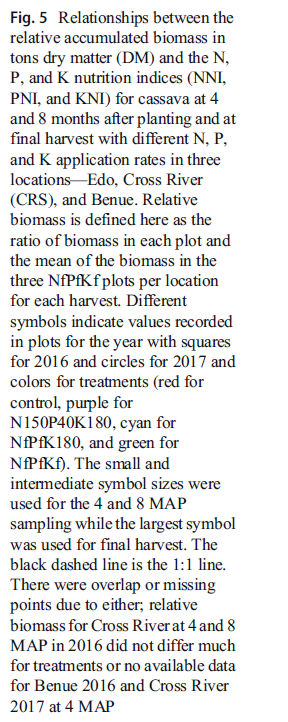 Fig. 5 Relationships between the
relative accumulated biomass in
tons dry matter (DM) and the N,
P, and K nutrition indices (NNI,
PNI, and KNI) for cassava at 4
and 8 months after planting and at
final harvest with different N, P,
and K application rates in three
locations—Edo, Cross River
(CRS), and Benue. Relative
biomass is defined here as the
ratio of biomass in each plot and
the mean of the biomass in the
three NfPfKf plots per location
for each harvest. Different
symbols indicate values recorded
in plots for the year with squares
for 2016 and circles for 2017 and
colors for treatments (red for
control, purple for
N150P40K180, cyan for
NfPfK180, and green for
NfPfKf). The small and
intermediate symbol sizes were
used for the 4 and 8 MAP
sampling while the largest symbol
was used for final harvest. The
black dashed line is the 1:1 line.
There were overlap or missing
points due to either; relative
biomass for Cross River at 4 and 8
MAP in 2016 did not differ much
for treatments or no available data
for Benue 2016 and Cross River
2017 at 4 MAP